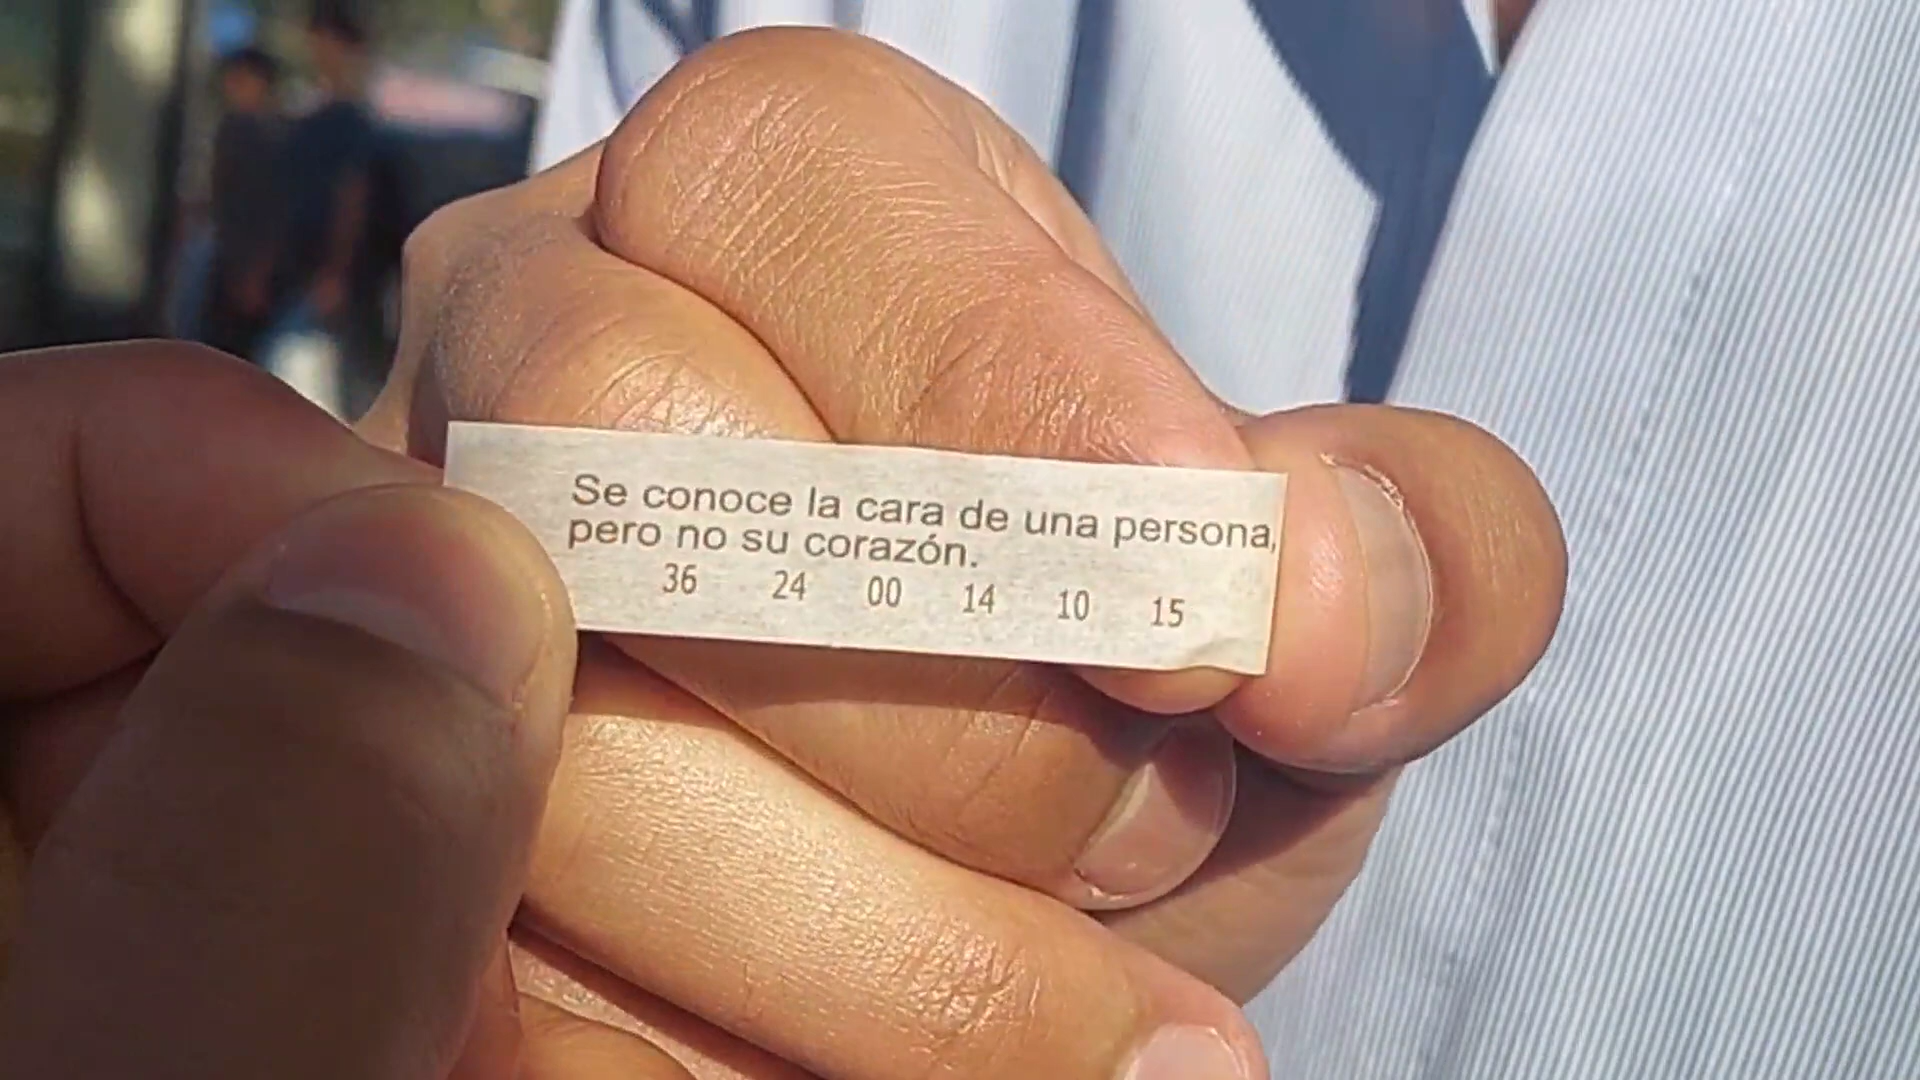 Se conoce la cara de una persona,
pero no su corazón.
36 24 00 14 10 15